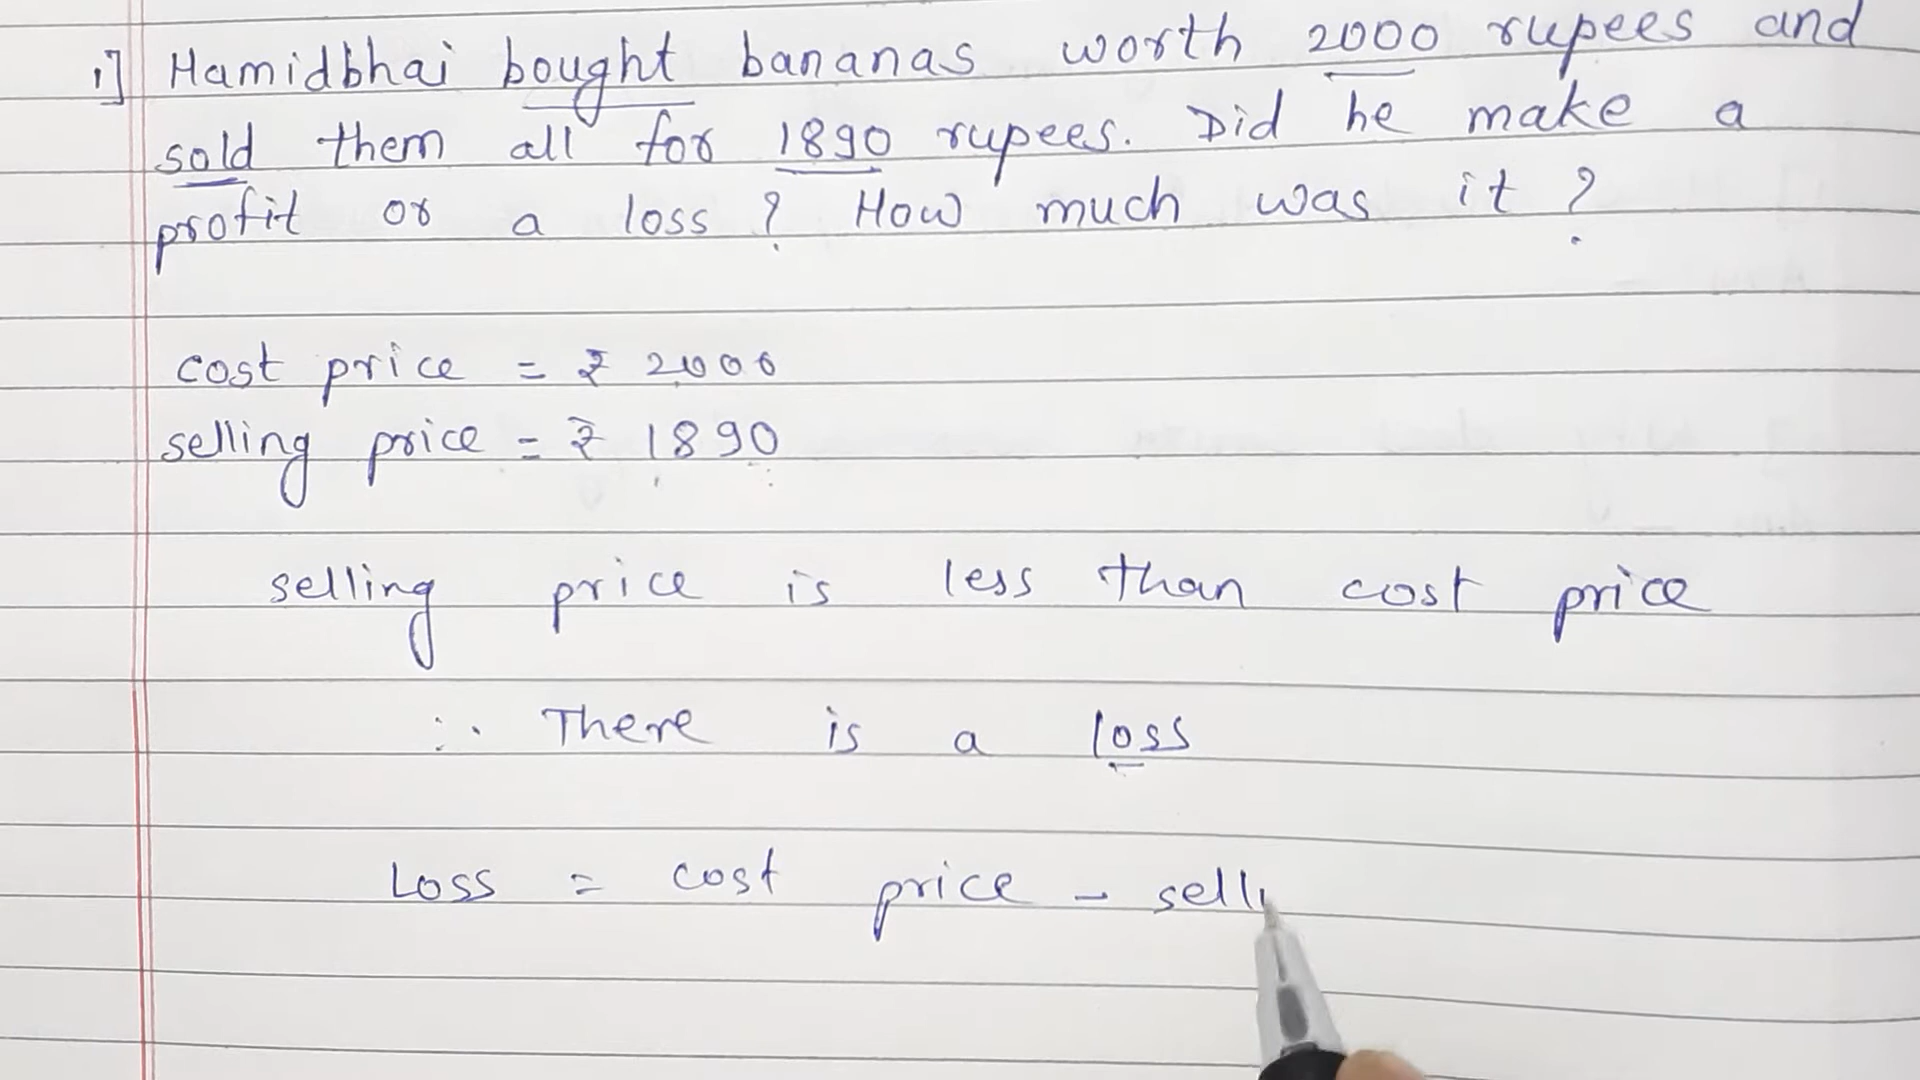 1] Hamidbhai bought bananas worth 2000 rupees and
sold them all for 1890 rupees. Did he make a
profit or a loss ? How much was it ?
cost price = ₹ 2000
selling price = ₹ 1890
selling price is less than cost price
∴ There is a loss
Loss = cost price - selli